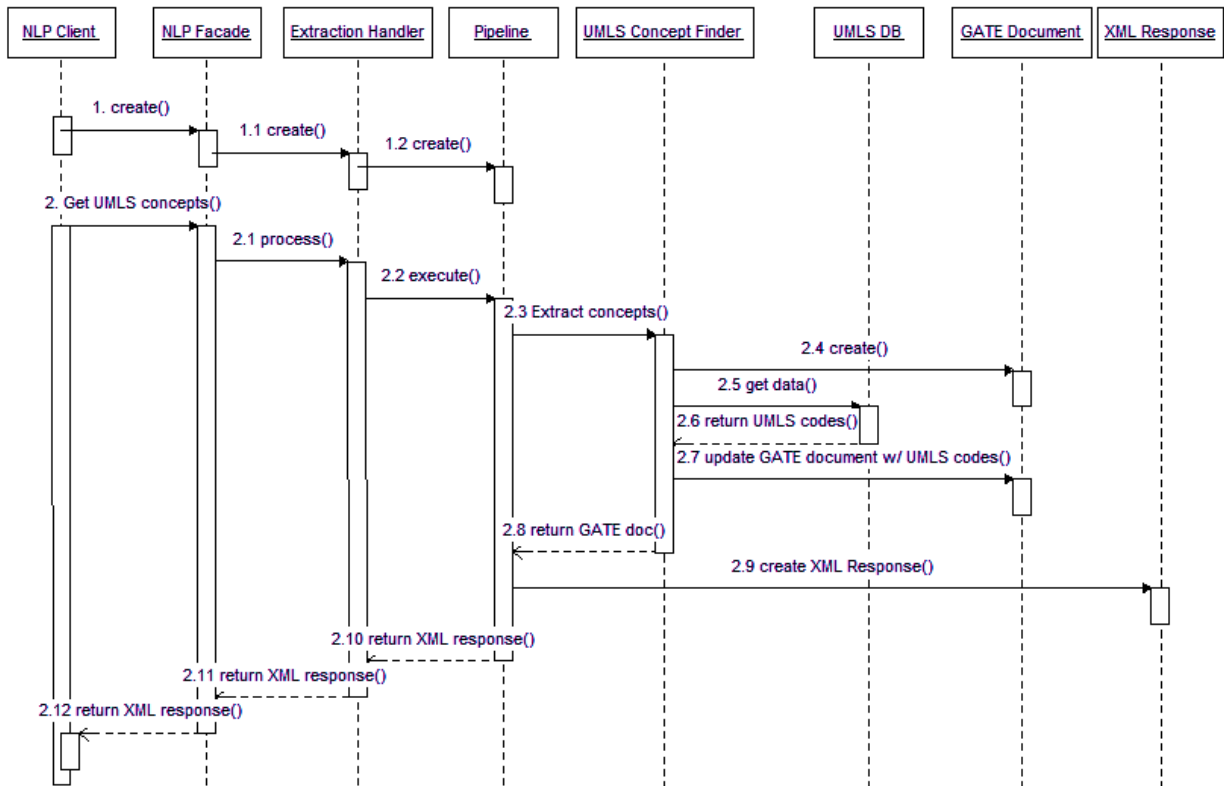 NLP Client
NLP Facade
Extraction Handler
Pipeline
UMLS Concept Finder
UMLS DB
GATE Document
XML Response
1. create()
1.1 create()
1.2 create()
2. Get UMLS concepts()
2.1 process()
2.2 execute()
2.3 Extract concepts()
2.4 create()
2.5 get data()
2.6 return UMLS codes()
2.7 update GATE document w/ UMLS codes()
2.8 return GATE doc()
2.9 create XML Response()
2.10 return XML response()
2.11 return XML response()
2.12 return XML response()